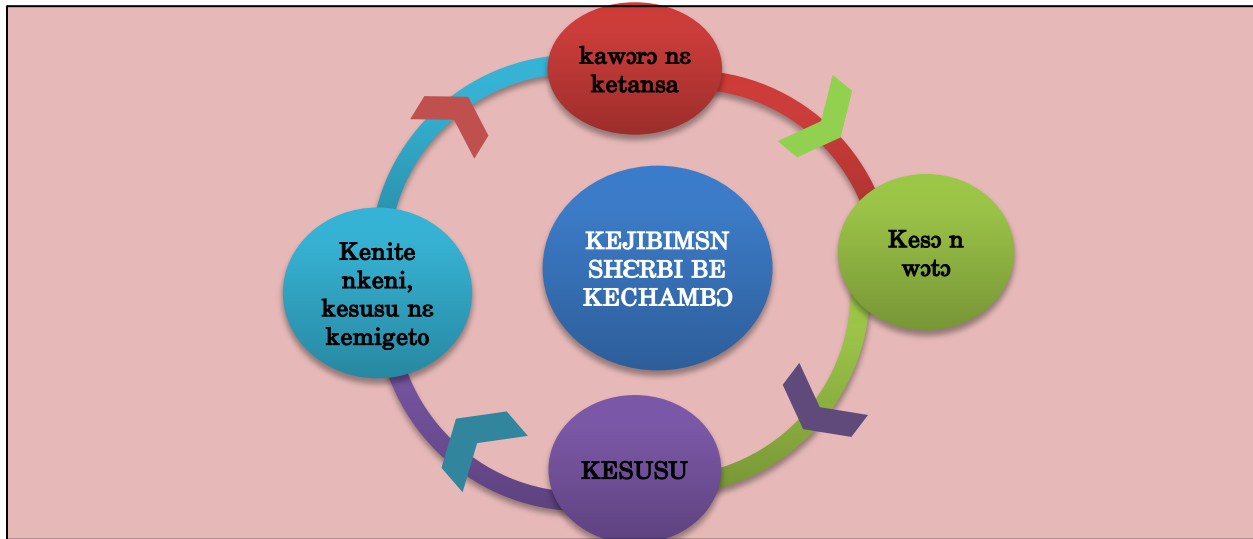 kawɔrɔ nɛ
ketansa
Kesɔ n
wɔtɔ
KEJIBIMSN
SHƐRBI BE
KECHAMBƆ
Kenite
nkeni,
kesusu nɛ
kemigeto
KESUSU